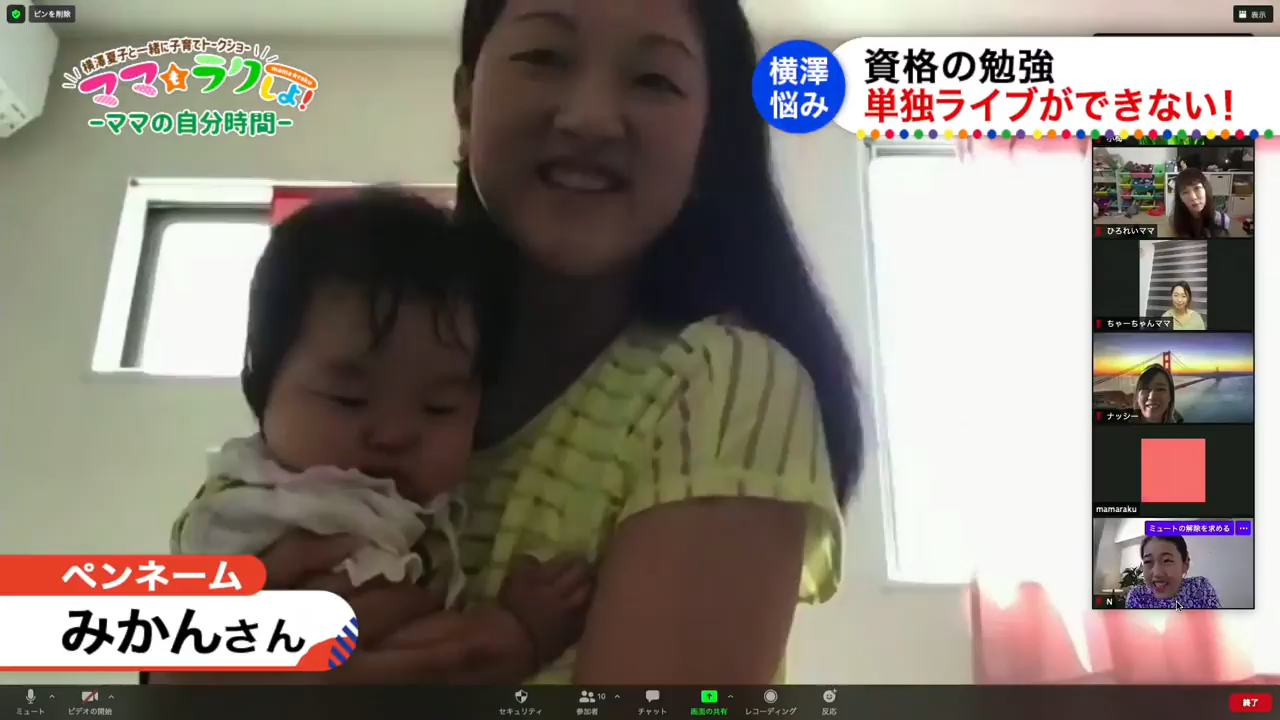 ピンを削除
表示
横澤夏子と一緒に子育てトークショー
ママもラクしよ!
mama★raku
-ママの自分時間-
横澤
悩み
資格の勉強
単独ライブができない!
ひろれいママ
ちゃーちゃんママ
ナッシー
mamaraku
ミュートの解除を求める
N
ペンネーム
みかんさん
ミュート
ビデオの開始
セキュリティ
参加者
10
チャット
画面の共有
レコーディング
反応
終了